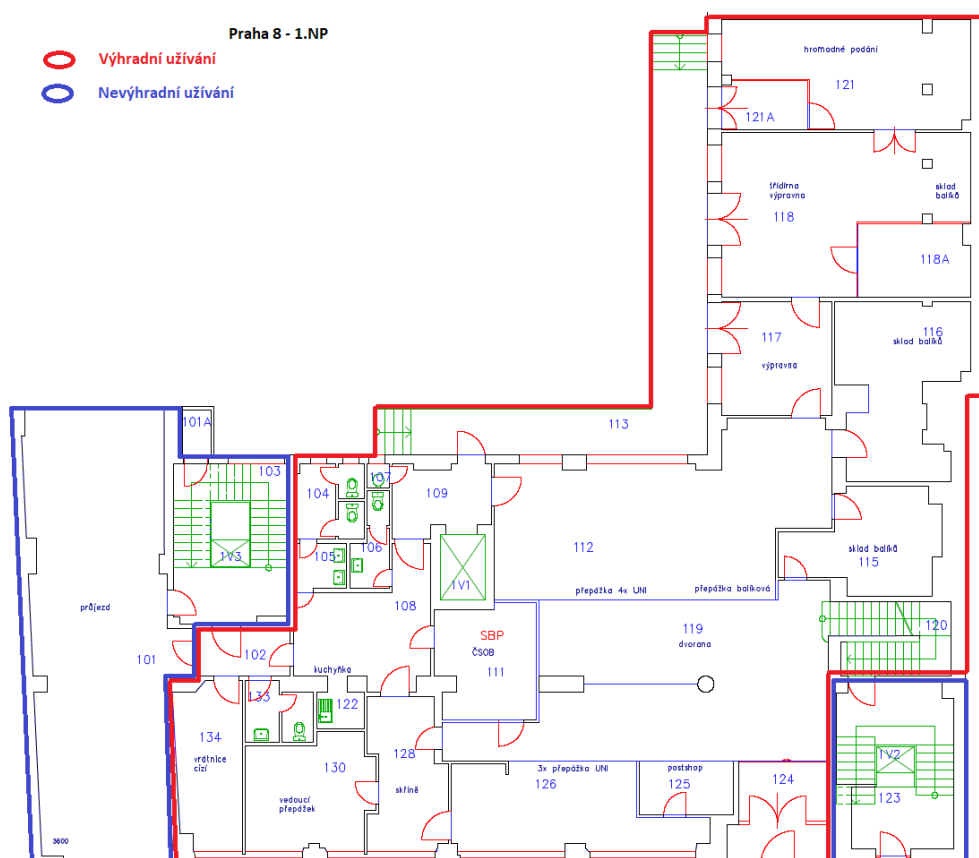 Praha 8 - 1.NP
Výhradní užívání
Nevýhradní užívání
hromadné podání
121
121A
třídírna
výpravna
118
sklad
balíků
118A
117
výpravna
116
sklad balíků
113
101A
103
104
107
109
105
106
1V3
1V1
112
108
sklad balíků
115
přepážka 4x UNI
přepážka balíková
průjezd
101
102
SBP
ČSOB
111
119
dvorana
120
kuchyňka
133
122
134
vrátnice
cizí
128
skříně
130
vedoucí
přepážek
3x přepážka UNI
126
postshop
125
124
1V2
123
3600